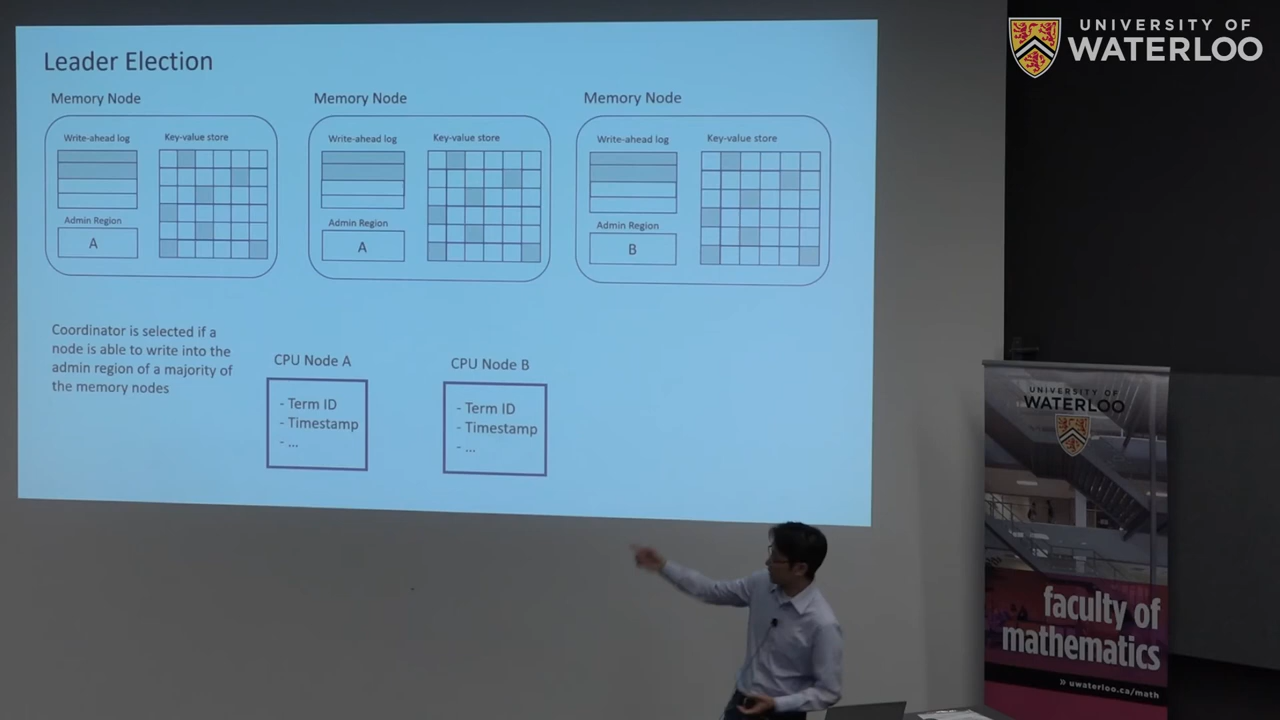 UNIVERSITY OF
WATERLOO
Leader Election
Memory Node
Memory Node
Memory Node
Write-ahead log
Key-value store
Write-ahead log
Key-value store
Write-ahead log
Key-value store
Admin Region
Admin Region
Admin Region
A
A
B
Coordinator is selected if a
node is able to write into the
admin region of a majority of
the memory nodes
CPU Node A
- Term ID
- Timestamp
- ...
CPU Node B
- Term ID
- Timestamp
- ...
UNIVERSITY OF
WATERLOO
faculty of
mathematics
» uwaterloo.ca/math